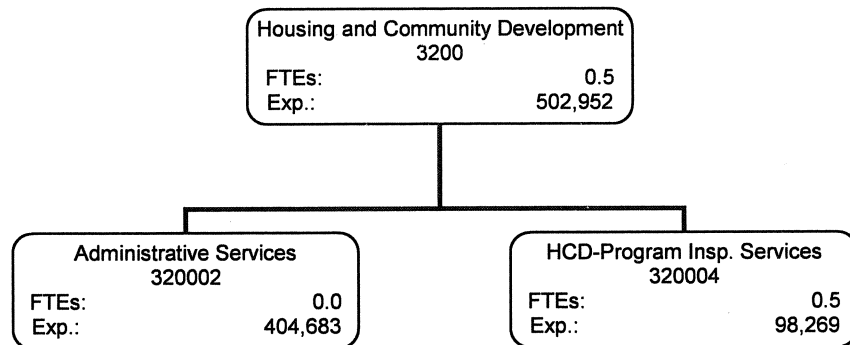 Housing and Community Development
3200
FTEs: 0.5
Exp.: 502,952
Administrative Services
320002
FTEs: 0.0
Exp.: 404,683
HCD-Program Insp. Services
320004
FTEs: 0.5
Exp.: 98,269